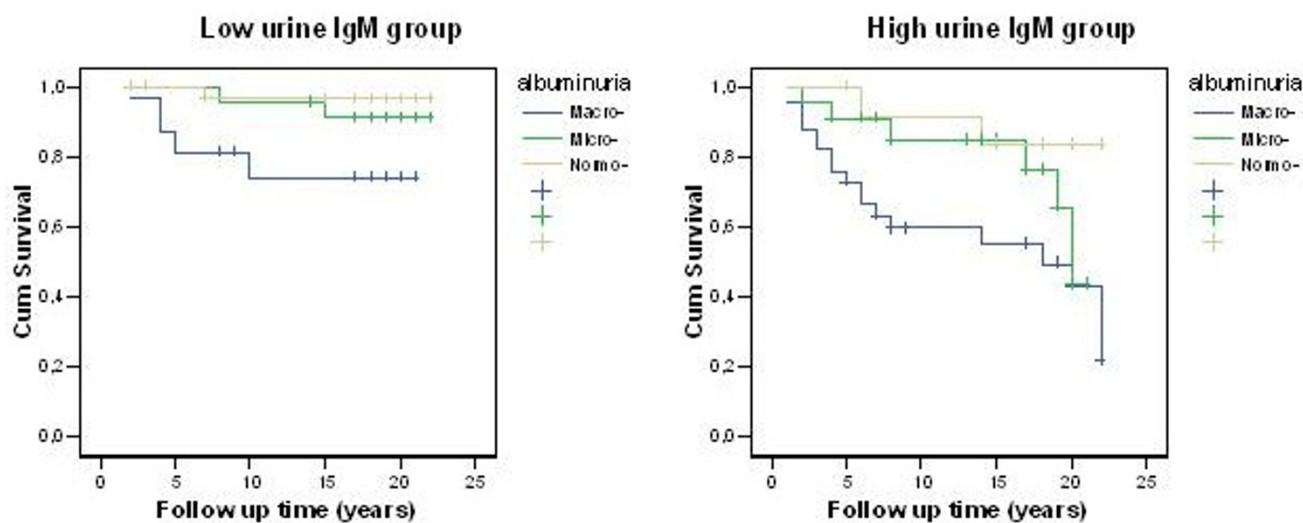 Low urine IgM group
1,0
0,8
0,6
0,4
0,2
0,0
Cum Survival
0 5 10 15 20 25
Follow up time (years)
albuminuria
Macro-
Micro-
Normo-
High urine IgM group
1,0
0,8
0,6
0,4
0,2
0,0
Cum Survival
0 5 10 15 20 25
Follow up time (years)
albuminuria
Macro-
Micro-
Normo-